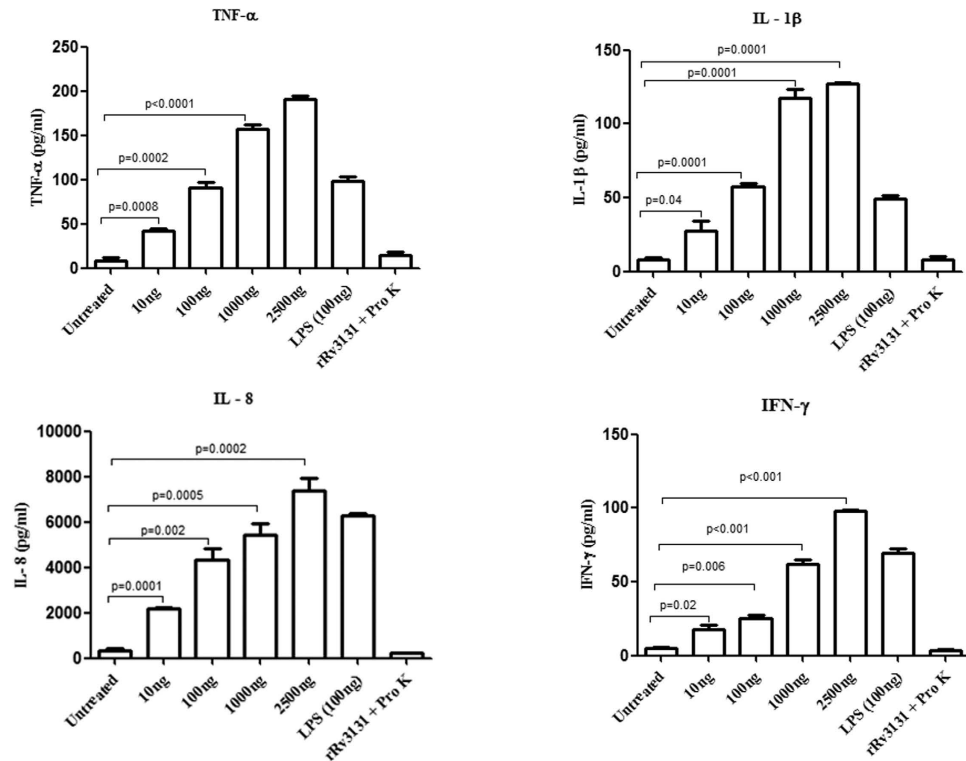 TNF-α
250
200
150
100
50
0
TNF-α (pg/ml)
p<0.0001
p=0.0002
p=0.0008
Untreated
10ng
100ng
1000ng
2500ng
LPS (100ng)
rRv3131 + Pro K
IL - 1β
150
100
50
0
IL-1β (pg/ml)
p=0.0001
p=0.0001
p=0.0001
p=0.04
Untreated
10ng
100ng
1000ng
2500ng
LPS (100ng)
rRv3131 + Pro K
IL - 8
10000
8000
6000
4000
2000
0
IL- 8 (pg/ml)
p=0.0002
p=0.0005
p=0.002
p=0.0001
Untreated
10ng
100ng
1000ng
2500ng
LPS (100ng)
rRv3131 + Pro K
IFN-γ
150
100
50
0
IFN-γ (pg/ml)
p<.001
p<.001
p=0.006
p=0.02
Untreated
10ng
100ng
1000ng
2500ng
LPS (100ng)
rRv3131 + Pro K